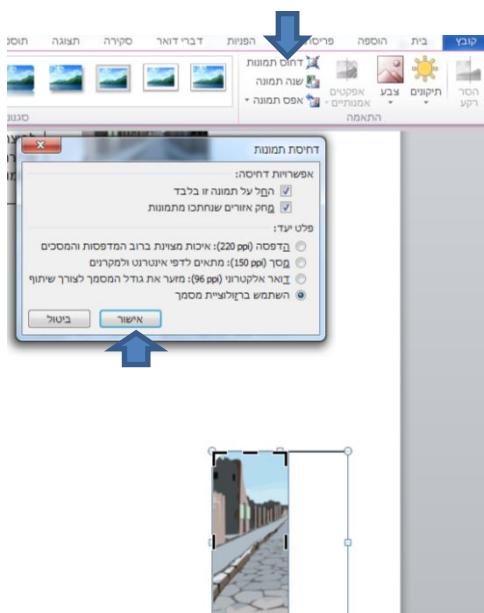 קובץ בית הוספה הפניות דברי דואר סקירה תצוגה
הסר רקע
תיקונים
צבע
אפקטים אמנותיים
דחוס תמונות
שנה תמונה
אפס תמונה
התאמה
דחיסת תמונות
אפשרויות דחיסה:
החל על תמונה זו בלבד
מחק אזורים שנחתכו מתמונות
פלט יעד:
הדפסה (220 ppi): איכות מצוינת ברוב המדפסות והמסכים
מסך (150 ppi): מתאים לדפי אינטרנט ולמקרנים
דואר אלקטרוני (96 ppi): מזער את גודל המסמך לצורך שיתוף
השתמש ברזולוציית מסמך
אישור ביטול